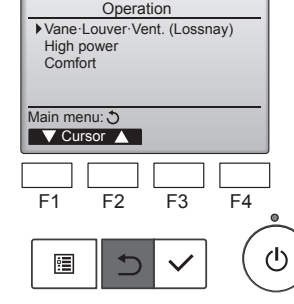 Operation
Vane·Louver·Vent. (Lossnay)
High power
Comfort
Main menu:
Cursor
F1 F2 F3 F4